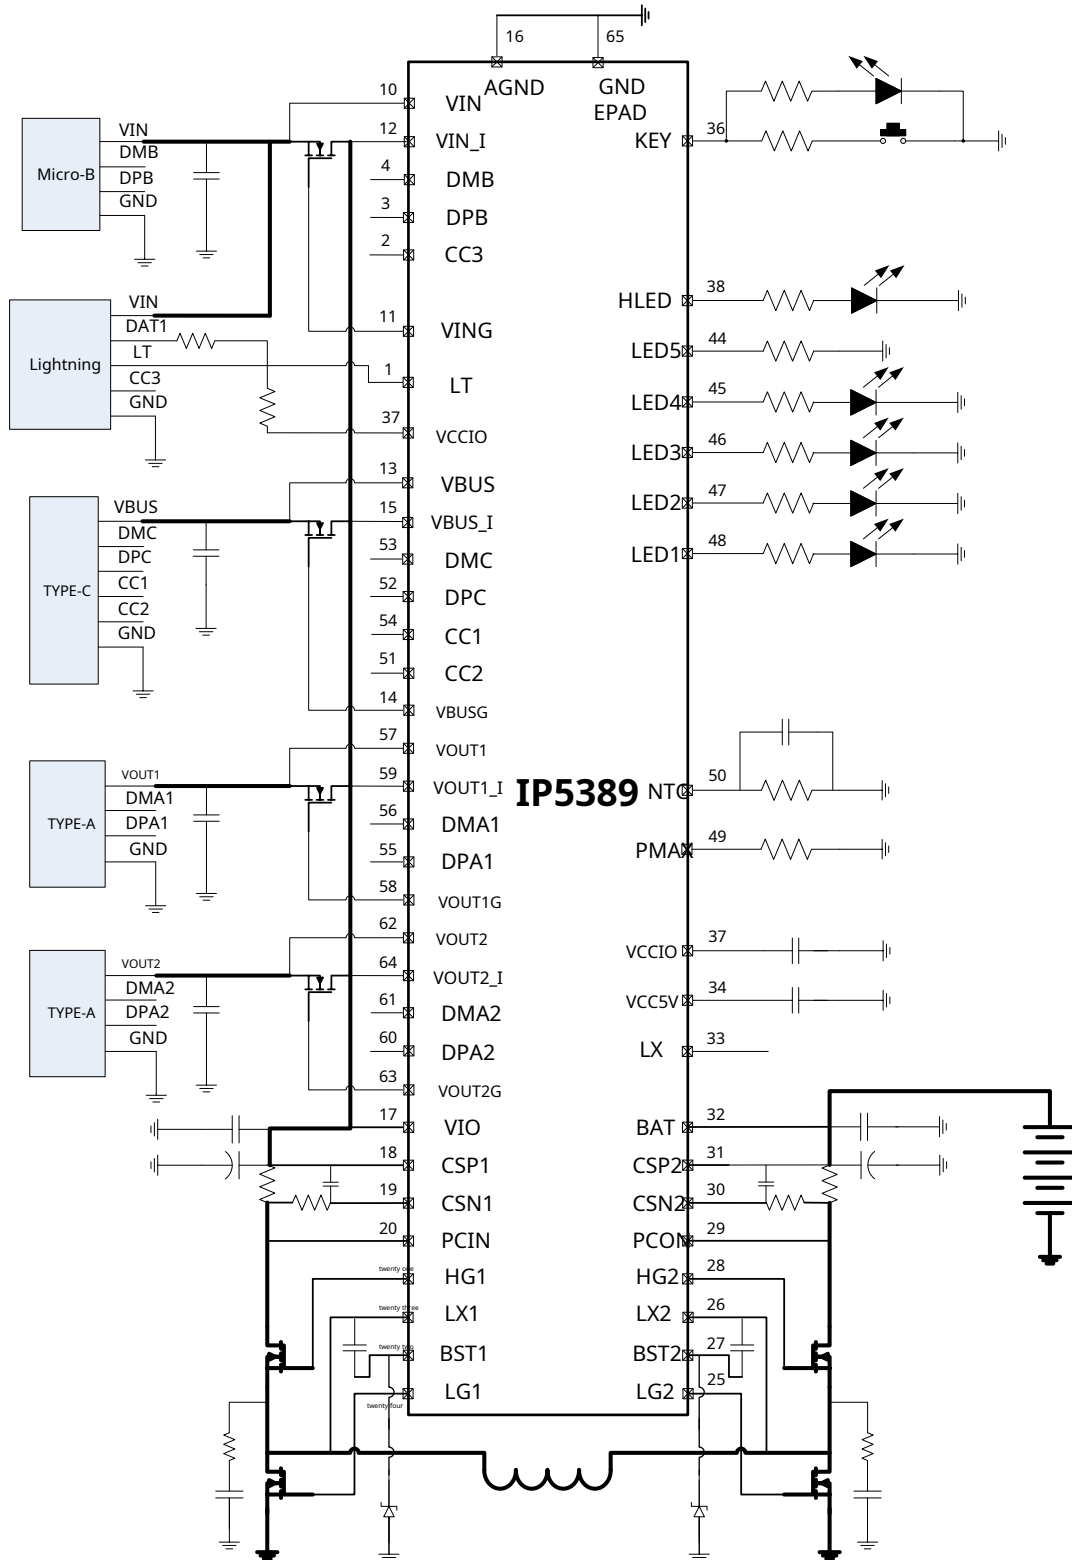 16
65
AGND
GND
EPAD
10
VIN
12
VIN_I
4
DMB
3
DPB
2
CC3
11
VING
1
LT
37
VCCIO
13
VBUS
15
VBUS_I
53
DMC
52
DPC
54
CC1
51
CC2
14
VBUSG
57
VOUT1
59
VOUT1_I
56
DMA1
55
DPA1
58
VOUT1G
62
VOUT2
64
VOUT2_I
61
DMA2
60
DPA2
63
VOUT2G
17
VIO
18
CSP1
19
CSN1
20
PCIN
twenty one
HG1
twenty three
LX1
twenty two
BST1
LG1
twenty four
Micro-B
VIN
DMB
DPB
GND
Lightning
VIN
DAT1
LT
CC3
GND
TYPE-C
VBUS
DMC
DPC
CC1
CC2
GND
TYPE-A
VOUT1
DMA1
DPA1
GND
TYPE-A
VOUT2
DMA2
DPA2
GND
IP5389
KEY
36
HLED
38
LED5
44
LED4
45
LED3
46
LED2
47
LED1
48
NTC
50
PMAX
49
VCCIO
37
VCC5V
34
LX
33
BAT
32
CSP2
31
CSN2
30
PCON
29
HG2
28
LX2
26
BST2
27
LG2
25